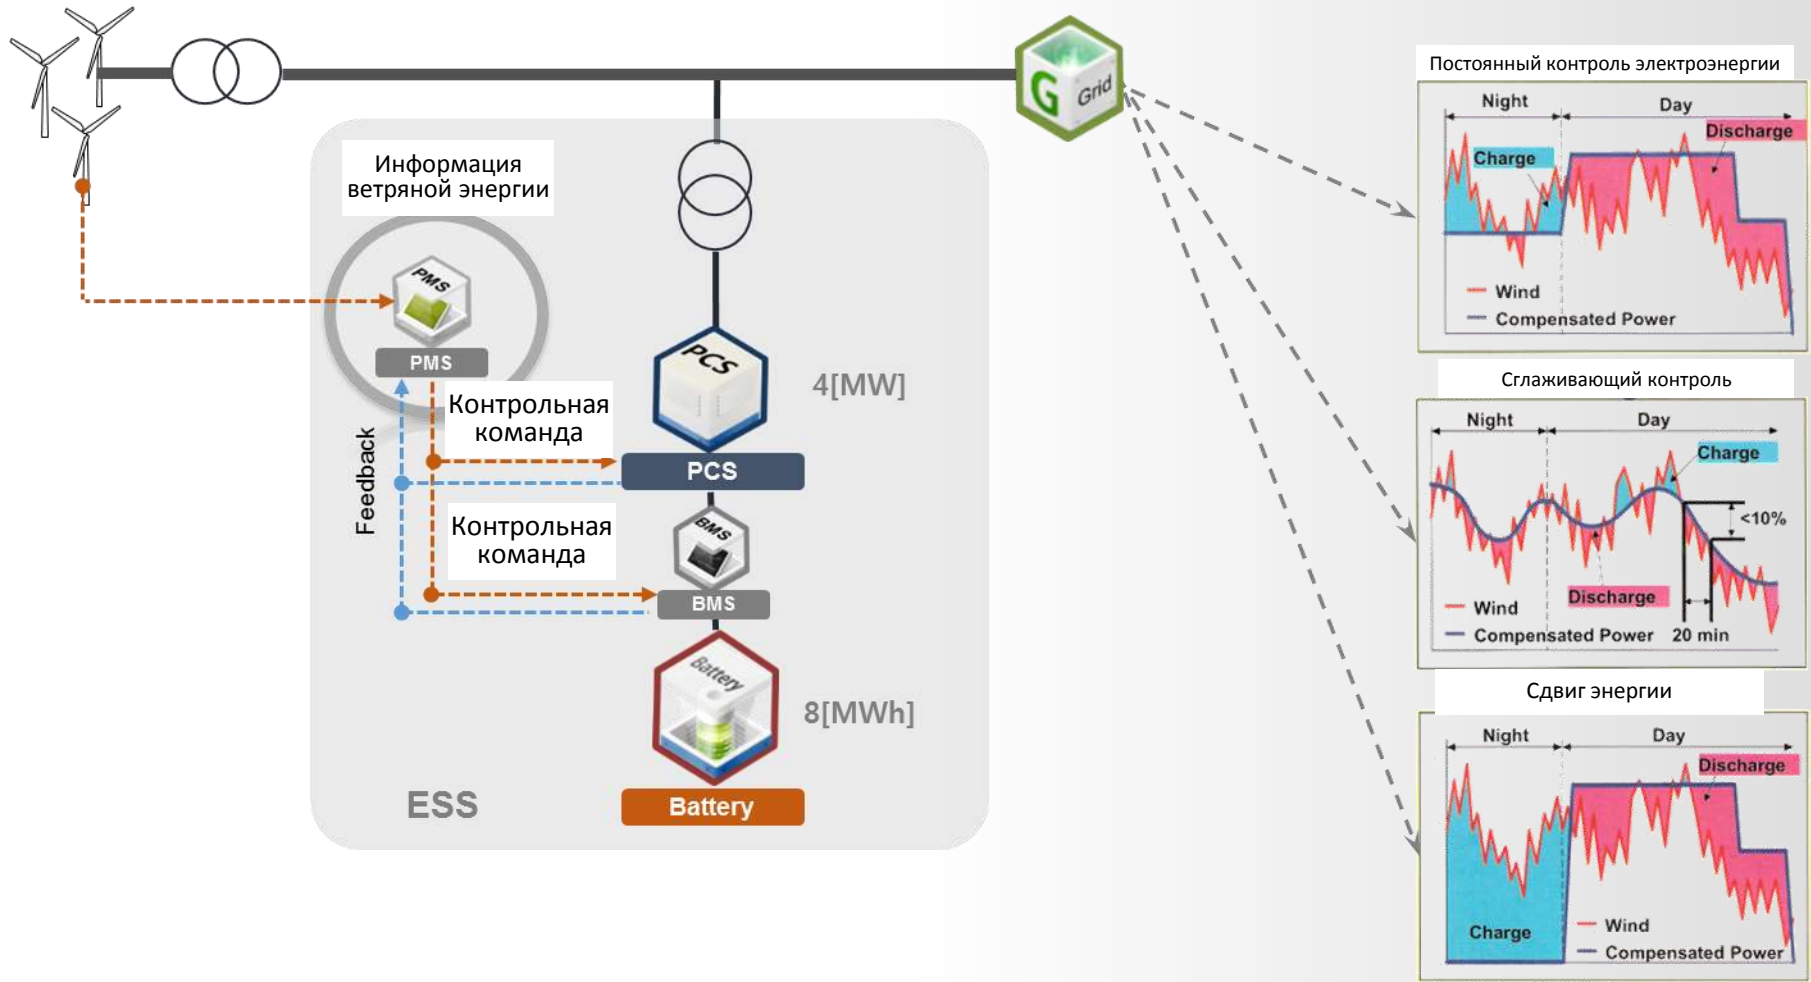 G
Grid
Информация
ветряной энергии
PMS
PMS
Контрольная
команда
Feedback
PCS
4[MW]
PCS
Контрольная
команда
BMS
BMS
Battery
8[MWh]
Battery
ESS
Постоянный контроль электроэнергии
Night
Day
Discharge
Charge
Wind
Compensated Power
Сглаживающий контроль
Night
Day
Charge
<10%
Discharge
Wind
Compensated Power
20 min
Сдвиг энергии
Night
Day
Discharge
Charge
Wind
Compensated Power